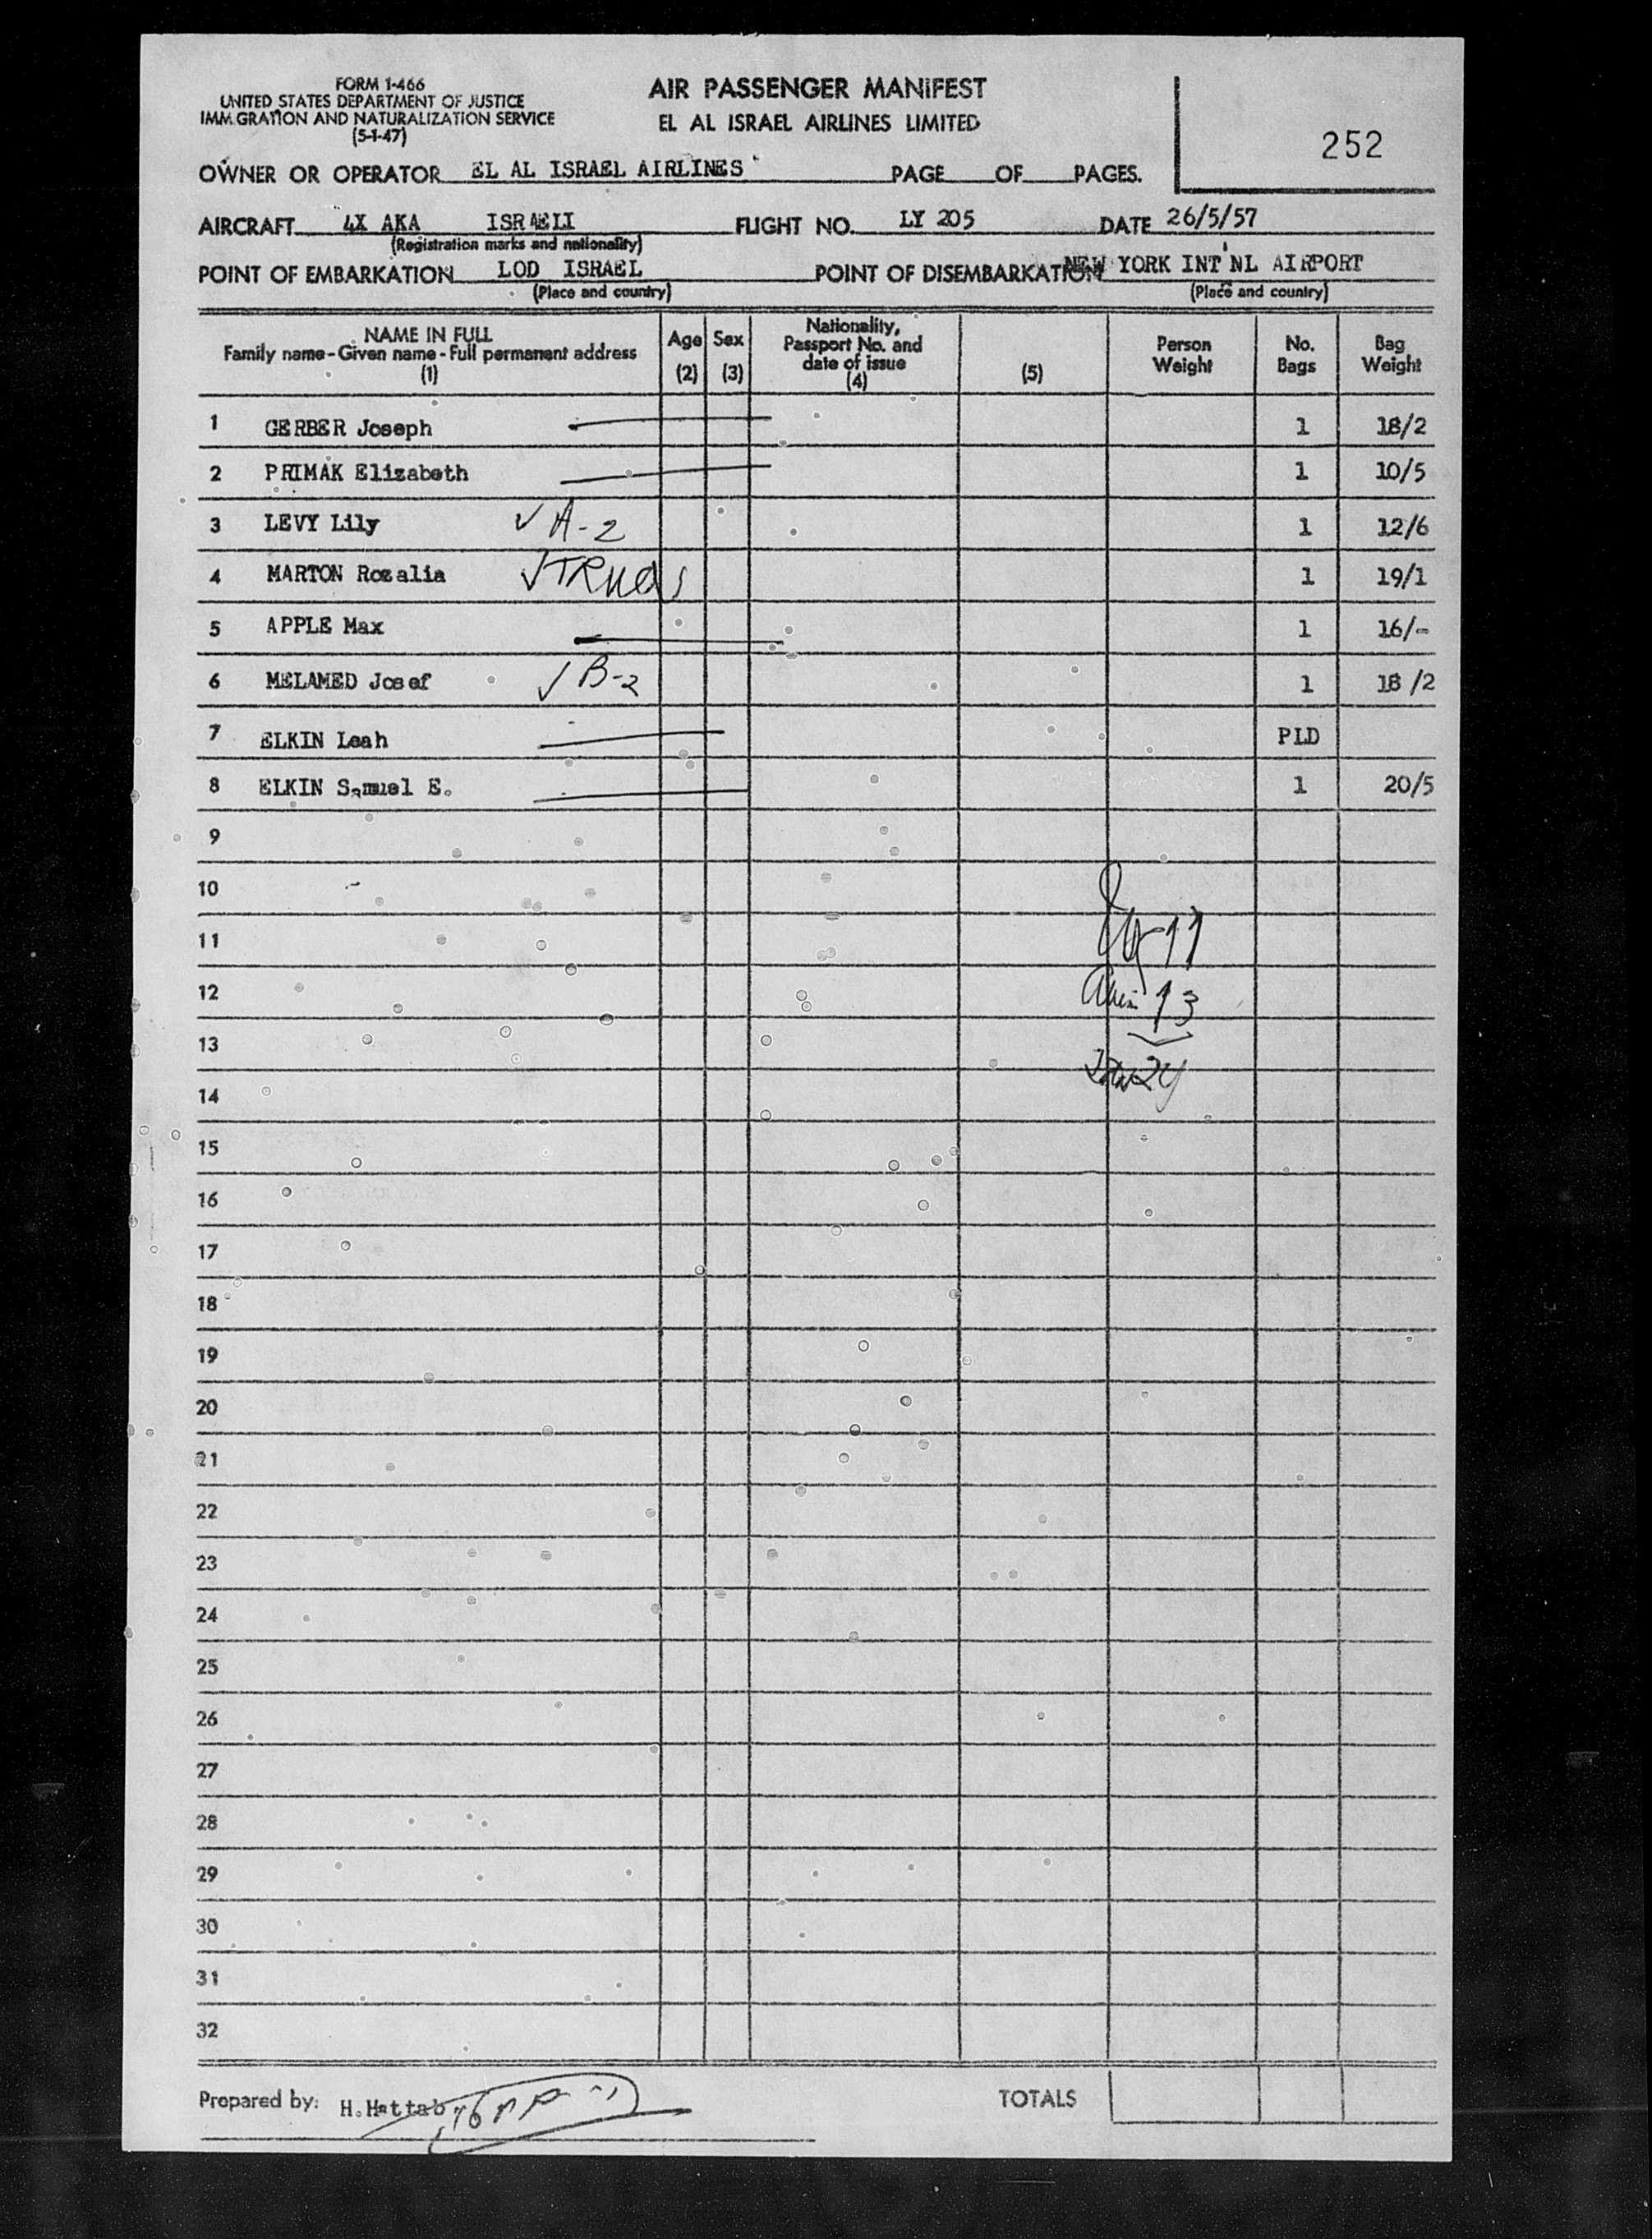 FORM 1-466
UNITED STATES DEPARTMENT OF JUSTICE
IMM.GRATION AND NATURALIZATION SERVICE
(5-1-47)
AIR PASSENGER MANIFEST
EL AL ISRAEL AIRLINES LIMITED
252
OWNER OR OPERATOR EL AL ISRAEL AIRLINES PAGE OF PAGES.
AIRCRAFT 4X AKA ISRAELI FLIGHT NO. LY 205 DATE 26/5/57
(Registration marks and nationality)
POINT OF EMBARKATION LOD ISRAEL POINT OF DISEMBARKATION NEW YORK INT'NL AIRPORT
(Place and country) (Place and country)
NAME IN FULL
Family name-Given name-Full permanent address
(1)
Age
(2)
Sex
(3)
Nationality,
Passport No. and
date of issue
(4)
(5)
Person
Weight
No.
Bags
Bag
Weight
1 GERBER Joseph 1 18/2
2 PRIMAK Elizabeth 1 10/5
3 LEVY Lily ✓ A-2 1 12/6
4 MARTON Rozalia ✓ 1 19/1
5 APPLE Max 1 16/-
6 MELAMED Josef ✓ B-2 1 18/2
7 ELKIN Leah PLD
8 ELKIN Samuel E. 1 20/5
9
10
11 11
12 13
13
14 24
15
16
17
18
19
20
21
22
23
24
25
26
27
28
29
30
31
32
Prepared by: H.Hattab TOTALS